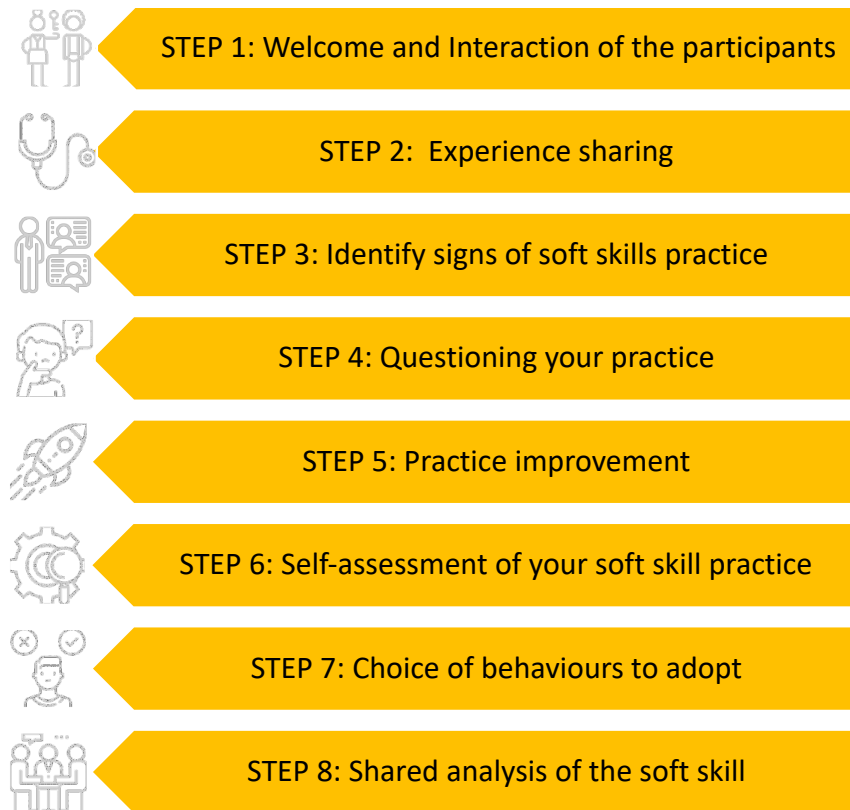 STEP 1: Welcome and Interaction of the participants
STEP 2: Experience sharing
STEP 3: Identify signs of soft skills practice
?
STEP 4: Questioning your practice
STEP 5: Practice improvement
STEP 6: Self-assessment of your soft skill practice
STEP 7: Choice of behaviours to adopt
STEP 8: Shared analysis of the soft skill